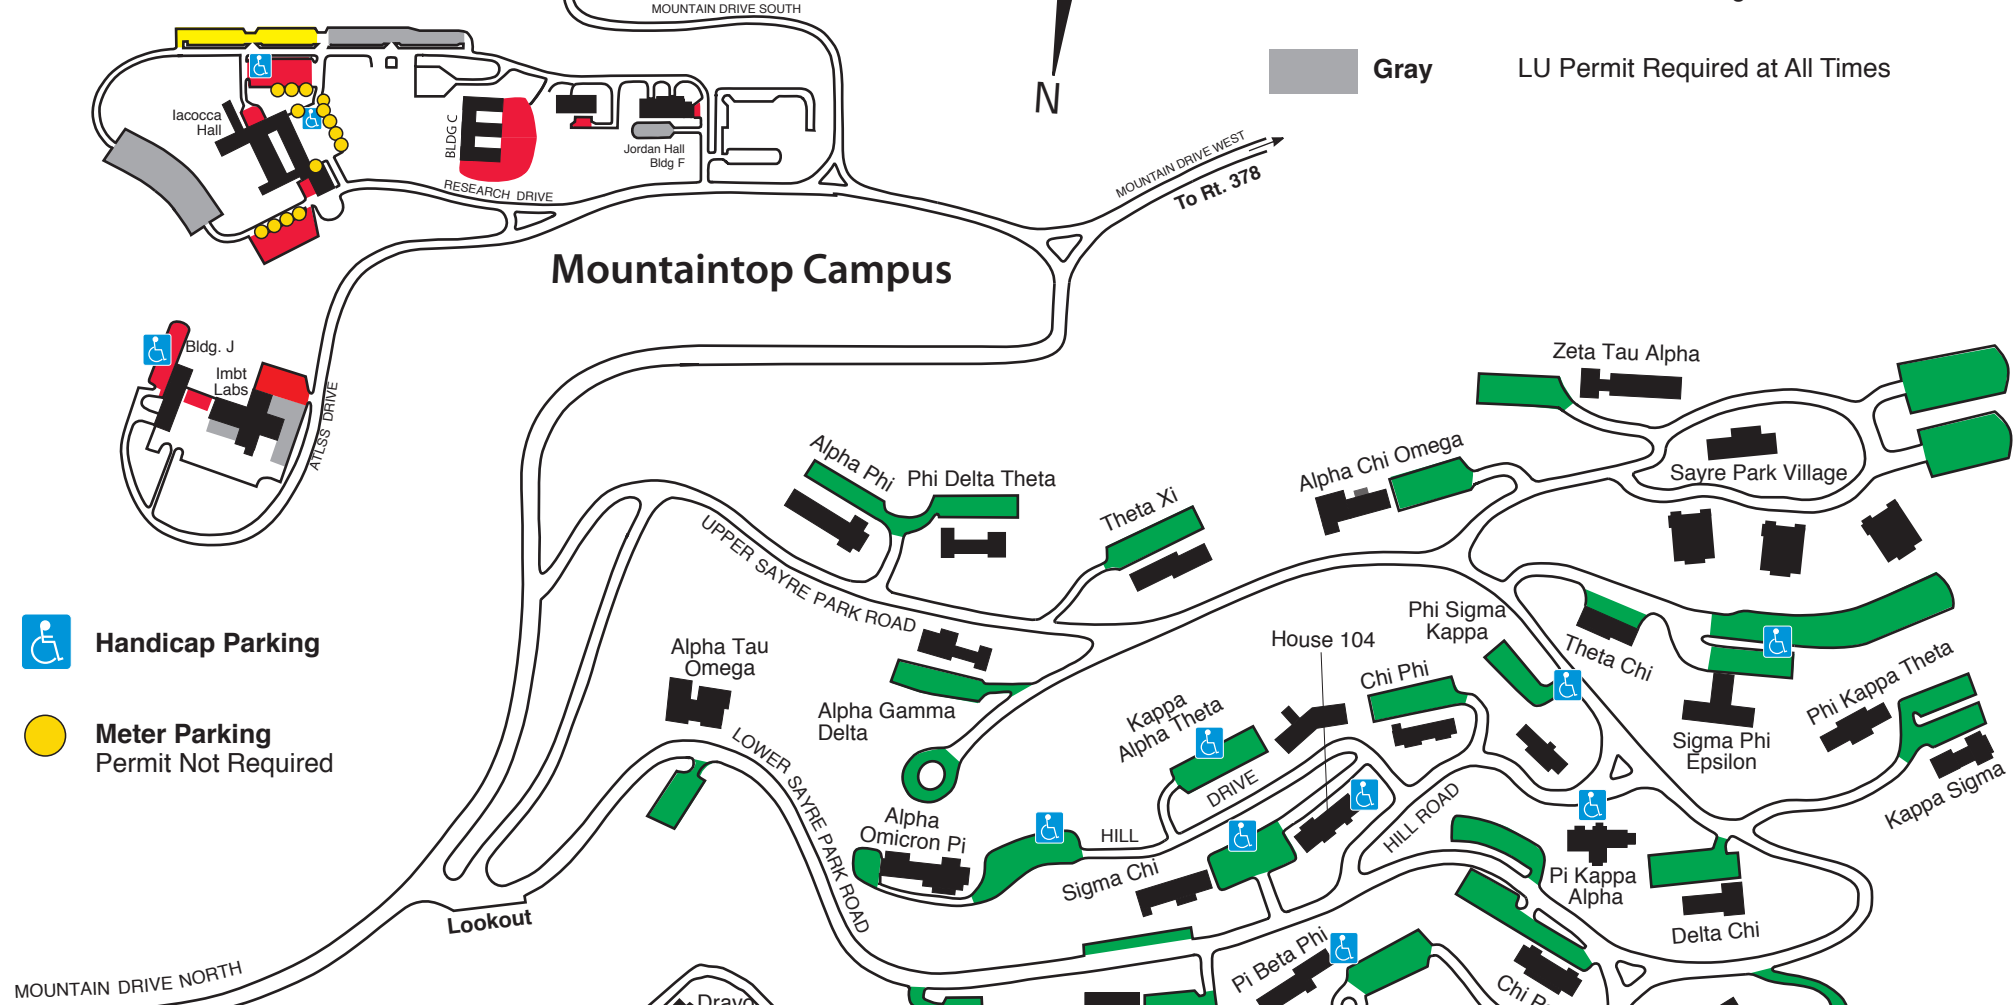 MOUNTAIN DRIVE SOUTH
N
Gray
LU Permit Required at All Times
Iacocca
Hall
BLDG C
Jordan Hall
Bldg F
RESEARCH DRIVE
MOUNTAIN DRIVE WEST
To Rt. 378
Mountaintop Campus
Bldg. J
Imbt
Labs
ATLSS DRIVE
Zeta Tau Alpha
Sayre Park Village
Alpha Phi
Phi Delta Theta
Theta Xi
Alpha Chi Omega
UPPER SAYRE PARK ROAD
Handicap Parking
Meter Parking
Permit Not Required
Alpha Tau
Omega
Alpha Gamma
Delta
LOWER SAYRE PARK ROAD
Alpha
Omicron Pi
Kappa
Alpha Theta
House 104
Chi Phi
Phi Sigma
Kappa
Theta Chi
Sigma Phi
Epsilon
Phi Kappa Theta
Kappa Sigma
HILL
DRIVE
HILL ROAD
Sigma Chi
Pi Kappa
Alpha
Delta Chi
Pi Beta Phi
Lookout
MOUNTAIN DRIVE NORTH
Dravo
Chi